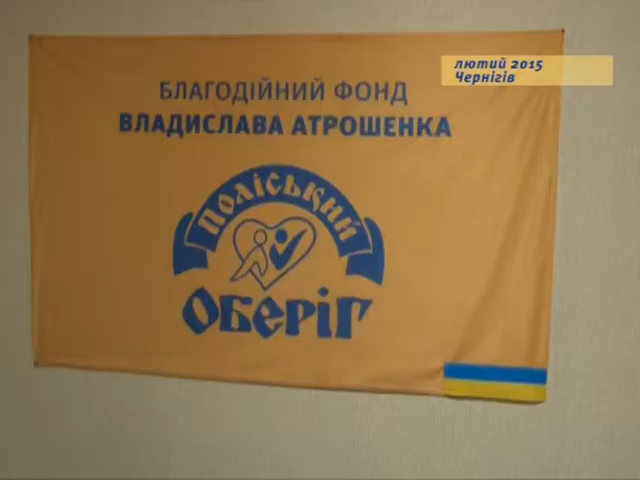 лютий 2015
Чернігів
БЛАГОДІЙНИЙ ФОНД
ВЛАДИСЛАВА АТРОШЕНКА
ПОЛІСЬКИЙ
ОБЕРІГ